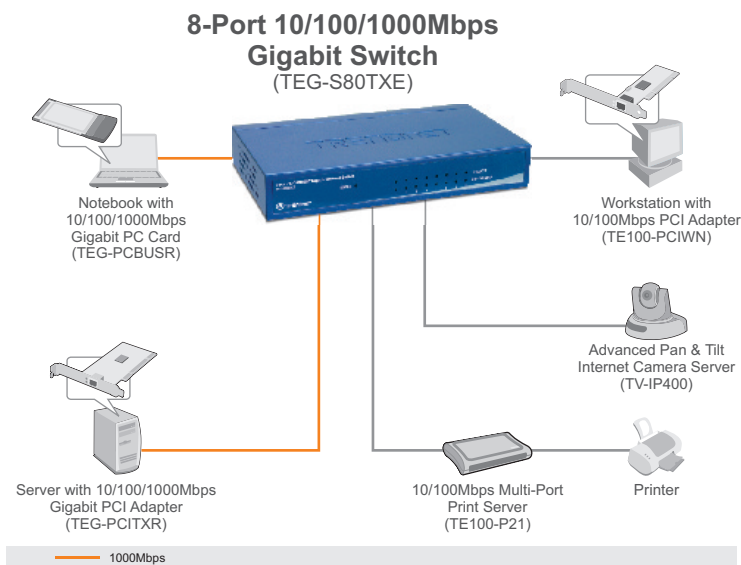 8-Port 10/100/1000Mbps
Gigabit Switch
(TEG-S80TXE)
TRENDNET
TRENDNET
Notebook with
10/100/1000Mbps
Gigabit PC Card
(TEG-PCBUSR)
Workstation with
10/100Mbps PCI Adapter
(TE100-PCIWN)
Advanced Pan & Tilt
Internet Camera Server
(TV-IP400)
Server with 10/100/1000Mbps
Gigabit PCI Adapter
(TEG-PCITXR)
10/100Mbps Multi-Port
Print Server
(TE100-P21)
Printer
1000Mbps